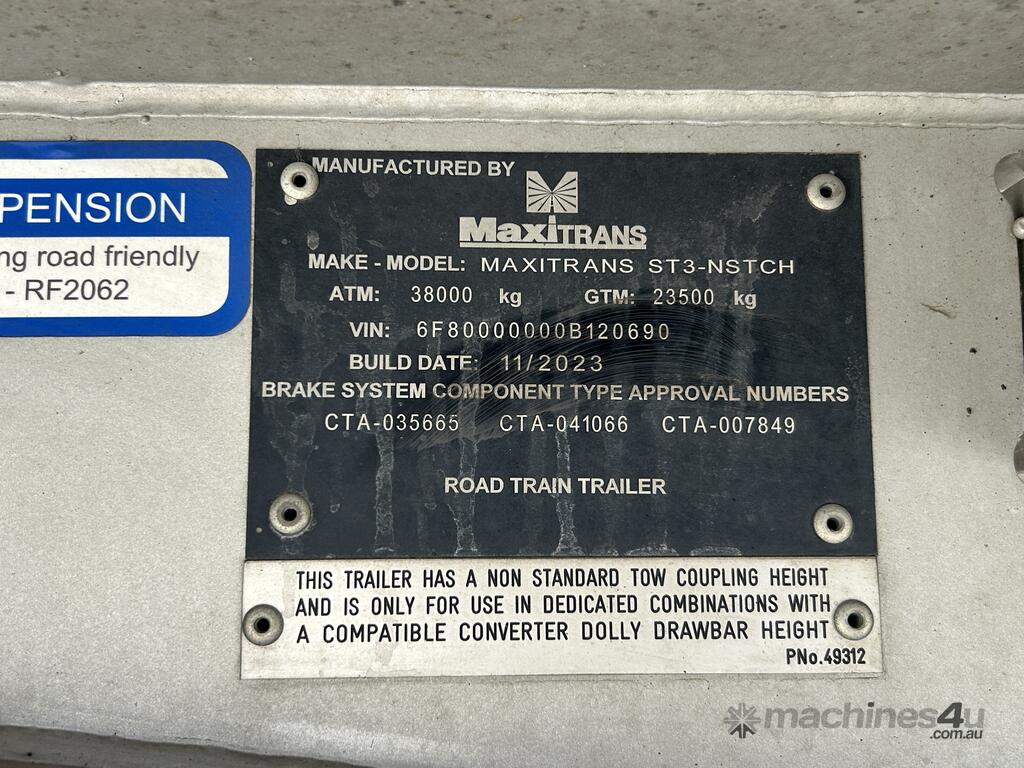 PENSION
ng road friendly
- RF2062
MANUFACTURED BY
MaxiTRANS
MAKE - MODEL: MAXITRANS ST3-NSTCH
ATM: 38000 kg GTM: 23500 kg
VIN: 6F80000000B120690
BUILD DATE: 11/2023
BRAKE SYSTEM COMPONENT TYPE APPROVAL NUMBERS
CTA-035665 CTA-041066 CTA-007849
ROAD TRAIN TRAILER
THIS TRAILER HAS A NON STANDARD TOW COUPLING HEIGHT
AND IS ONLY FOR USE IN DEDICATED COMBINATIONS WITH
A COMPATIBLE CONVERTER DOLLY DRAWBAR HEIGHT
PNo.49312
machines4u
.com.au